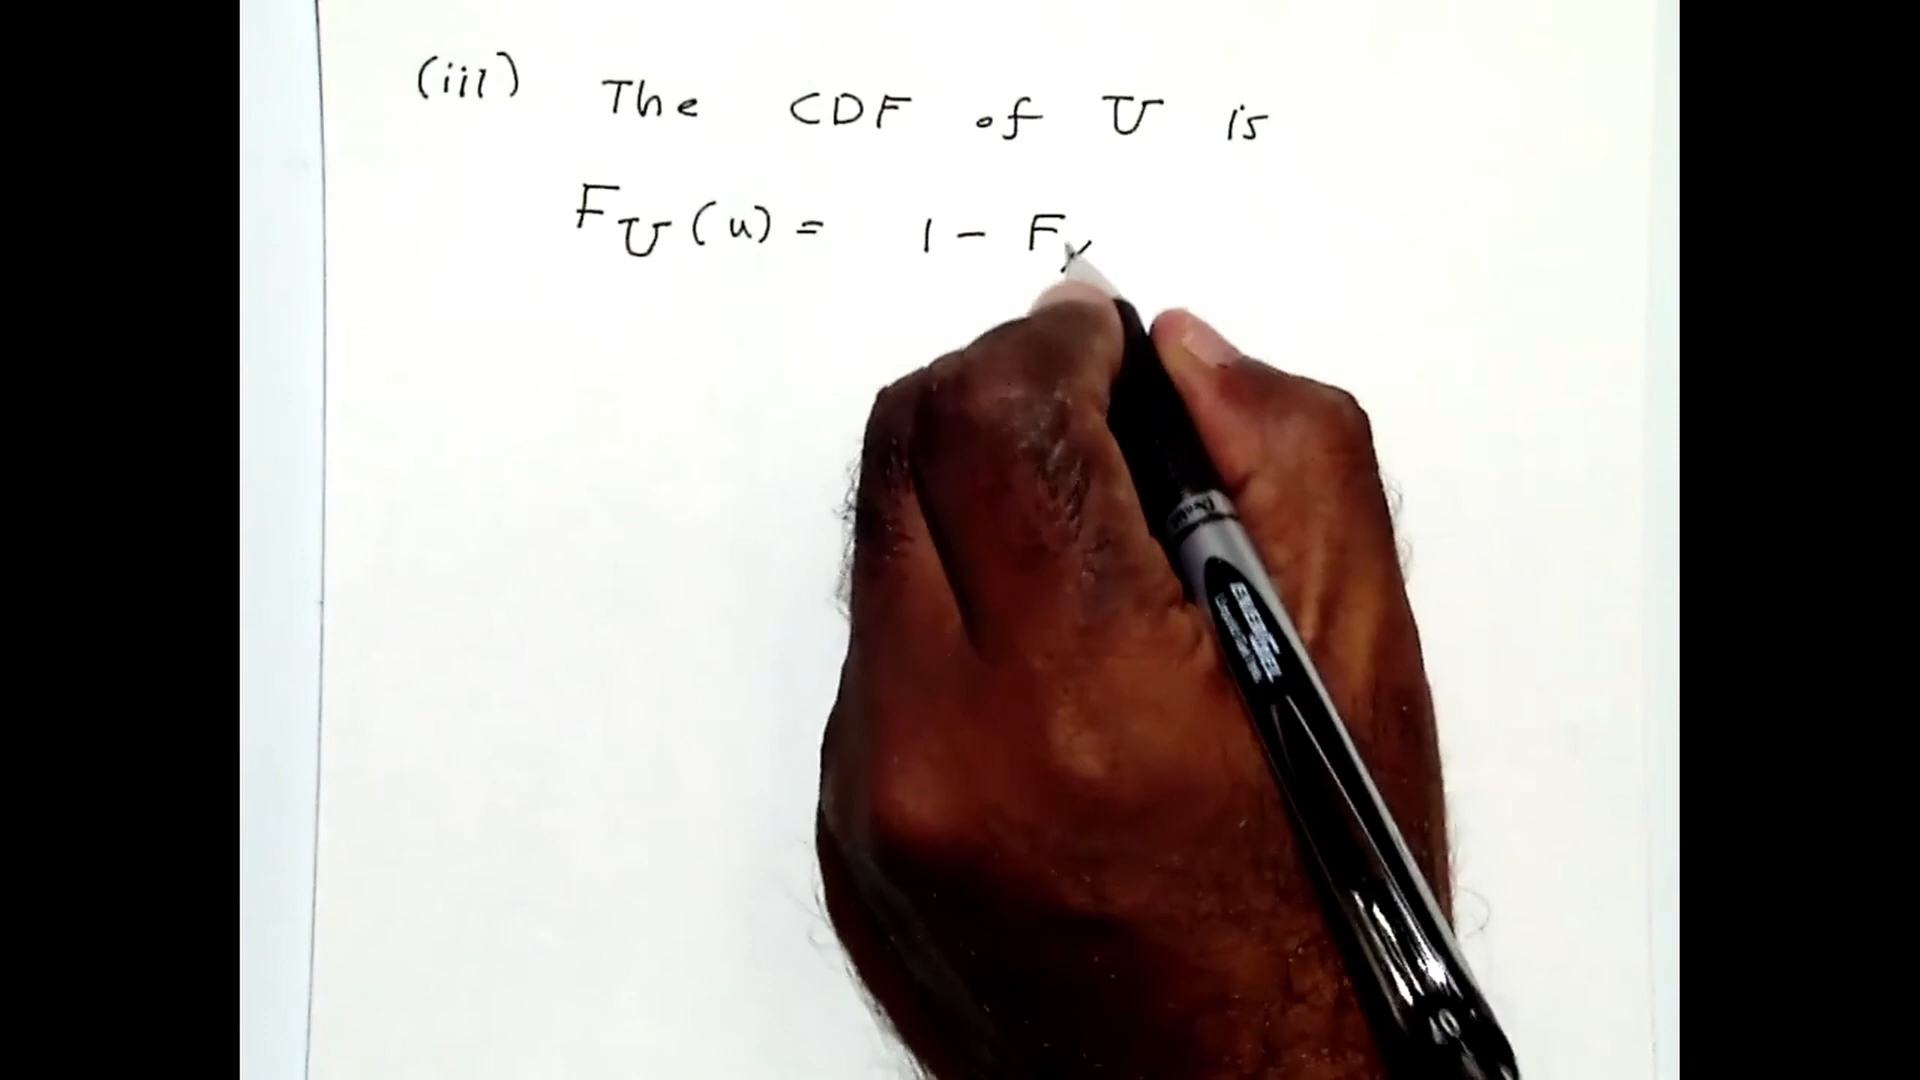 (iii) The CDF of U is
F_U(u) = 1 - F